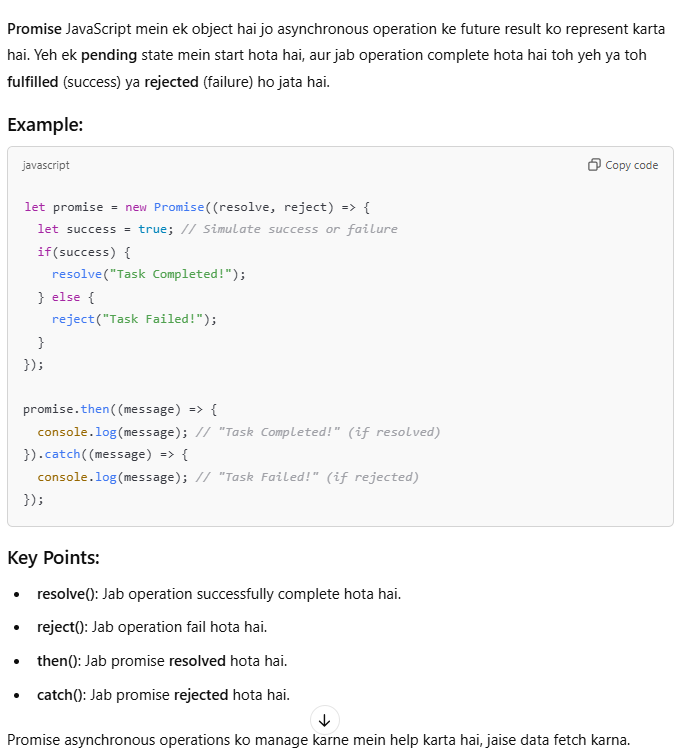 Promise JavaScript mein ek object hai jo asynchronous operation ke future result ko represent karta
hai. Yeh ek pending state mein start hota hai, aur jab operation complete hota hai toh yeh ya toh
fulfilled (success) ya rejected (failure) ho jata hai.
Example:
javascript Copy code
let promise = new Promise((resolve, reject) => {
  let success = true; // Simulate success or failure
  if(success) {
    resolve("Task Completed!");
  } else {
    reject("Task Failed!");
  }
});
promise.then((message) => {
  console.log(message); // "Task Completed!" (if resolved)
}).catch((message) => {
  console.log(message); // "Task Failed!" (if rejected)
});
Key Points:
• resolve(): Jab operation successfully complete hota hai.
• reject(): Jab operation fail hota hai.
• then(): Jab promise resolved hota hai.
• catch(): Jab promise rejected hota hai.
Promise asynchronous operations ko manage karne mein help karta hai, jaise data fetch karna.